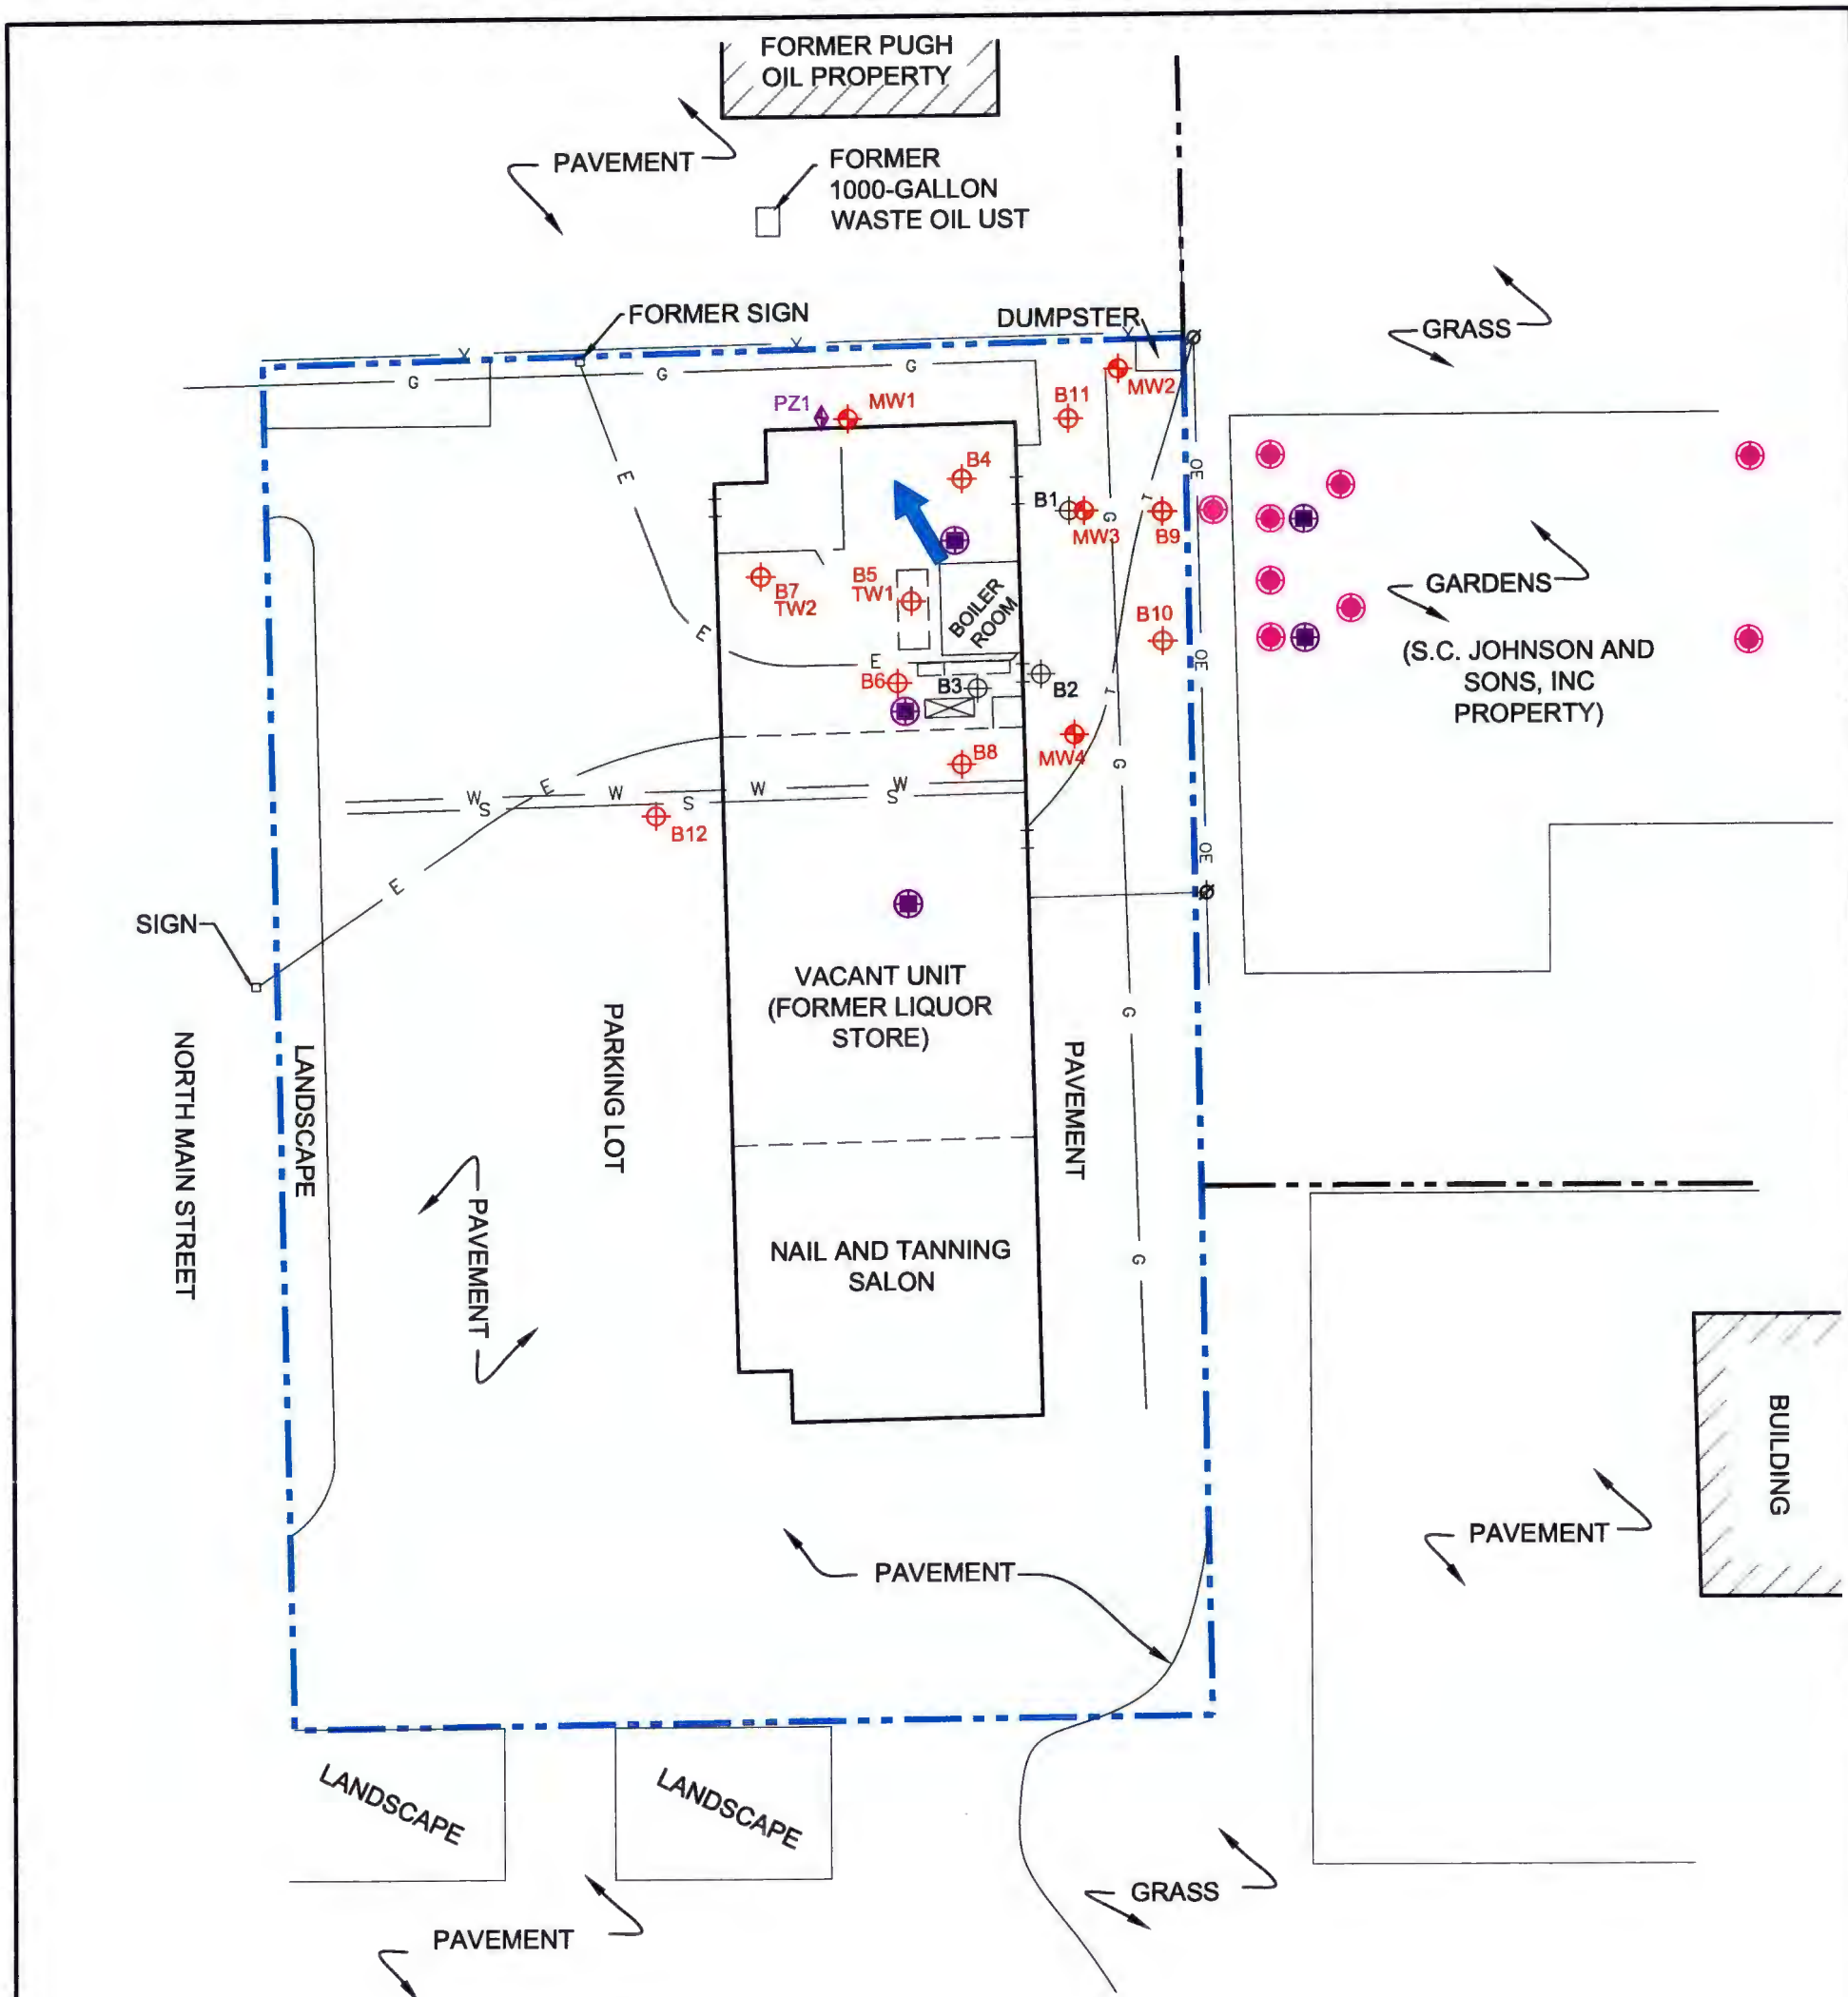 FORMER PUGH
OIL PROPERTY
PAVEMENT
FORMER
1000-GALLON
WASTE OIL UST
FORMER SIGN
DUMPSTER
GRASS
Y
Y
Y
G
G
G
MW2
PZ1
MW1
B11
B4
E
OE
B1
MW3
G
T
B9
GARDENS
B7
TW2
B5
TW1
BOILER
ROOM
B10
(S.C. JOHNSON AND
SONS, INC
PROPERTY)
E
E
OE
B6
B3
B2
T
MW4
B8
G
W
S
E
W
S
W
W
S
B12
OE
E
SIGN
VACANT UNIT
(FORMER LIQUOR
STORE)
G
NORTH MAIN STREET
LANDSCAPE
PARKING LOT
PAVEMENT
PAVEMENT
NAIL AND TANNING
SALON
G
BUILDING
PAVEMENT
PAVEMENT
LANDSCAPE
LANDSCAPE
GRASS
PAVEMENT